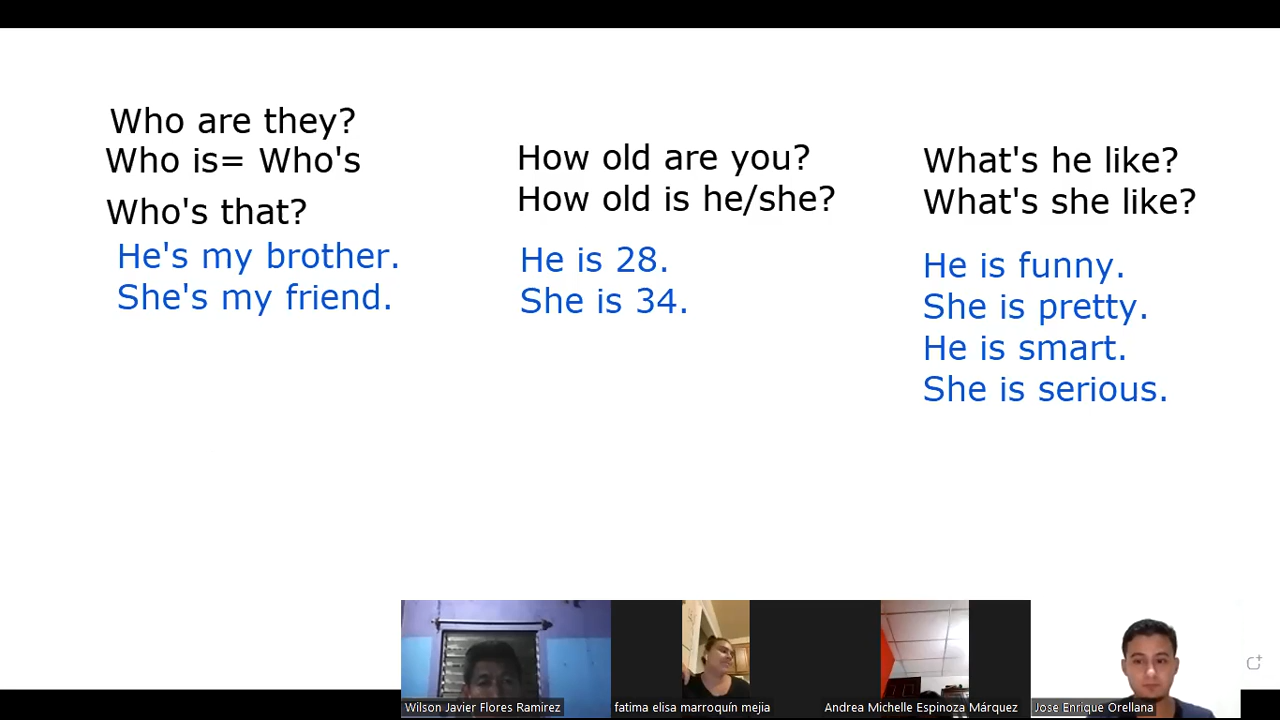 Who are they?
Who is= Who's
Who's that?
He's my brother.
She's my friend.
How old are you?
How old is he/she?
He is 28.
She is 34.
What's he like?
What's she like?
He is funny.
She is pretty.
He is smart.
She is serious.
Wilson Javier Flores Ramirez
fatima elisa marroquín mejia
Andrea Michelle Espinoza Márquez
Jose Enrique Orellana